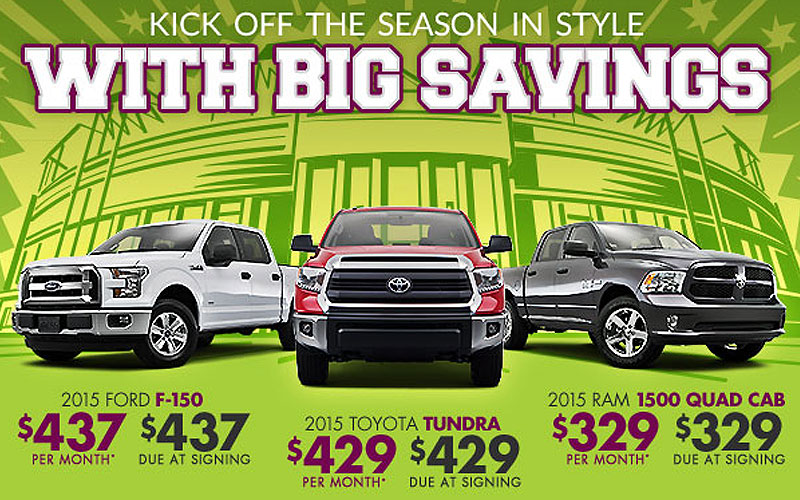 KICK OFF THE SEASON IN STYLE
WITH BIG SAVINGS
2015 FORD F-150
$437 $437
PER MONTH* DUE AT SIGNING
2015 TOYOTA TUNDRA
$429 $429
PER MONTH* DUE AT SIGNING
2015 RAM 1500 QUAD CAB
$329 $329
PER MONTH* DUE AT SIGNING